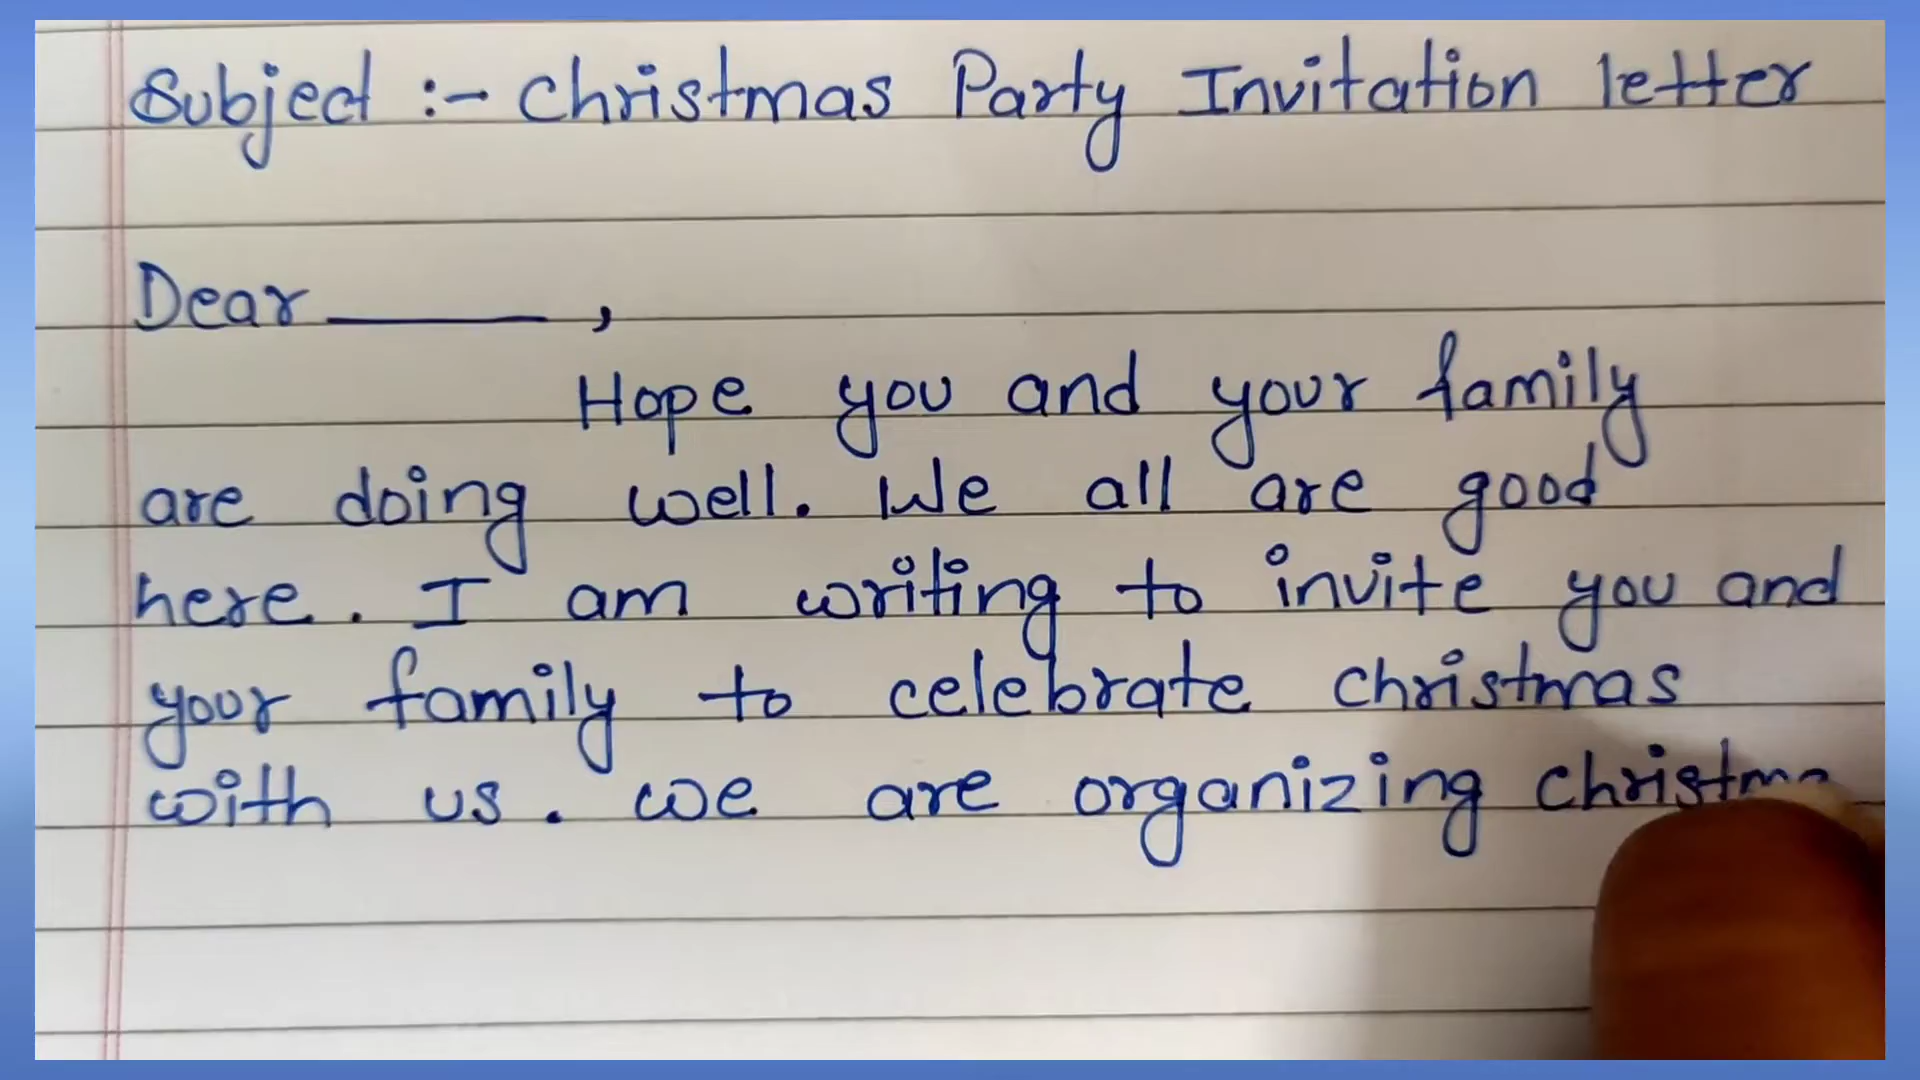 Subject :- Christmas Party Invitation letter
Dear ______ ,
Hope you and your family
are doing well. We all are good
here. I am writing to invite you and
your family to celebrate christmas
with us. we are organizing